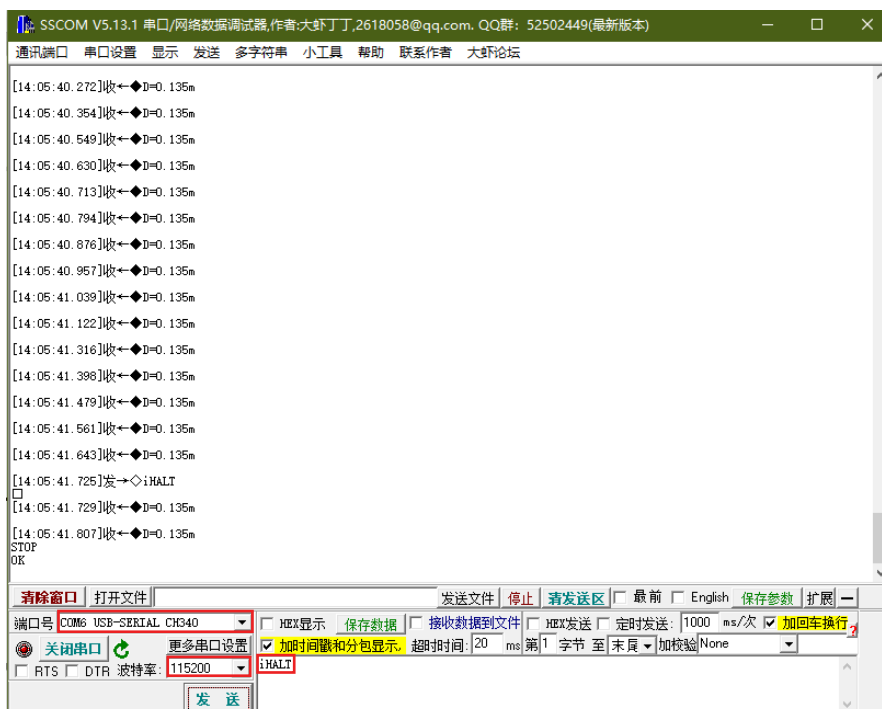 SSCOM V5.13.1 串口/网络数据调试器,作者:大虾丁丁,2618058@qq.com. QQ群: 52502449(最新版本)
通讯端口 串口设置 显示 发送 多字符串 小工具 帮助 联系作者 大虾论坛
[14:05:40.272]收←◆D=0.135m
[14:05:40.354]收←◆D=0.135m
[14:05:40.549]收←◆D=0.135m
[14:05:40.630]收←◆D=0.135m
[14:05:40.713]收←◆D=0.135m
[14:05:40.794]收←◆D=0.135m
[14:05:40.876]收←◆D=0.135m
[14:05:40.957]收←◆D=0.135m
[14:05:41.039]收←◆D=0.135m
[14:05:41.122]收←◆D=0.135m
[14:05:41.316]收←◆D=0.135m
[14:05:41.398]收←◆D=0.135m
[14:05:41.479]收←◆D=0.135m
[14:05:41.561]收←◆D=0.135m
[14:05:41.643]收←◆D=0.135m
[14:05:41.725]发→◇iHALT
□
[14:05:41.729]收←◆D=0.135m
[14:05:41.807]收←◆D=0.135m
STOP
OK
清除窗口 打开文件 发送文件 停止 清发送区 最前 English 保存参数 扩展 —
端口号 COM6 USB-SERIAL CH340 HEX显示 保存数据 接收数据到文件 HEX发送 定时发送: 1000 ms/次 加回车换行 ?
关闭串口 更多串口设置 加时间戳和分包显示. 超时时间: 20 ms 第1 字节 至 末尾 加校验 None
RTS DTR 波特率: 115200 iHALT
发 送